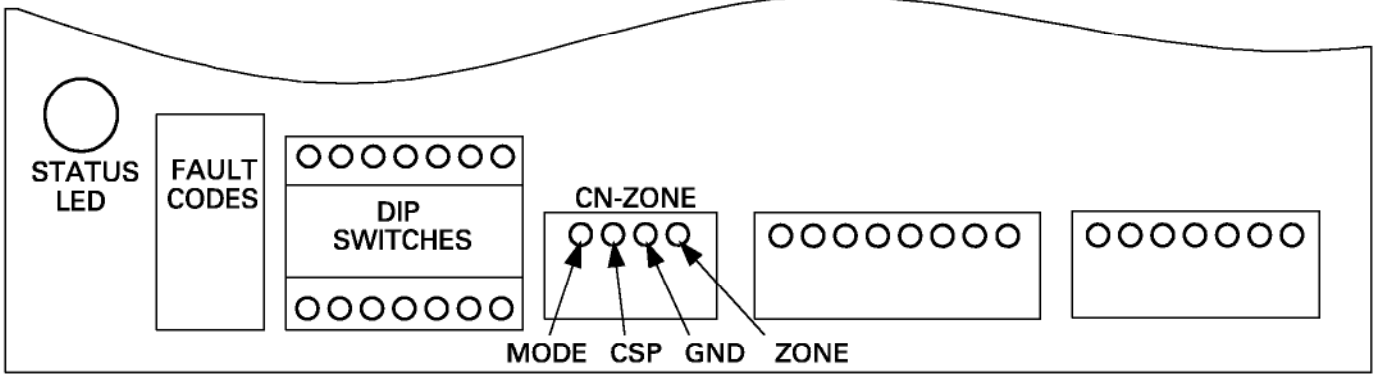 STATUS
LED
FAULT
CODES
DIP
SWITCHES
CN-ZONE
MODE CSP GND ZONE